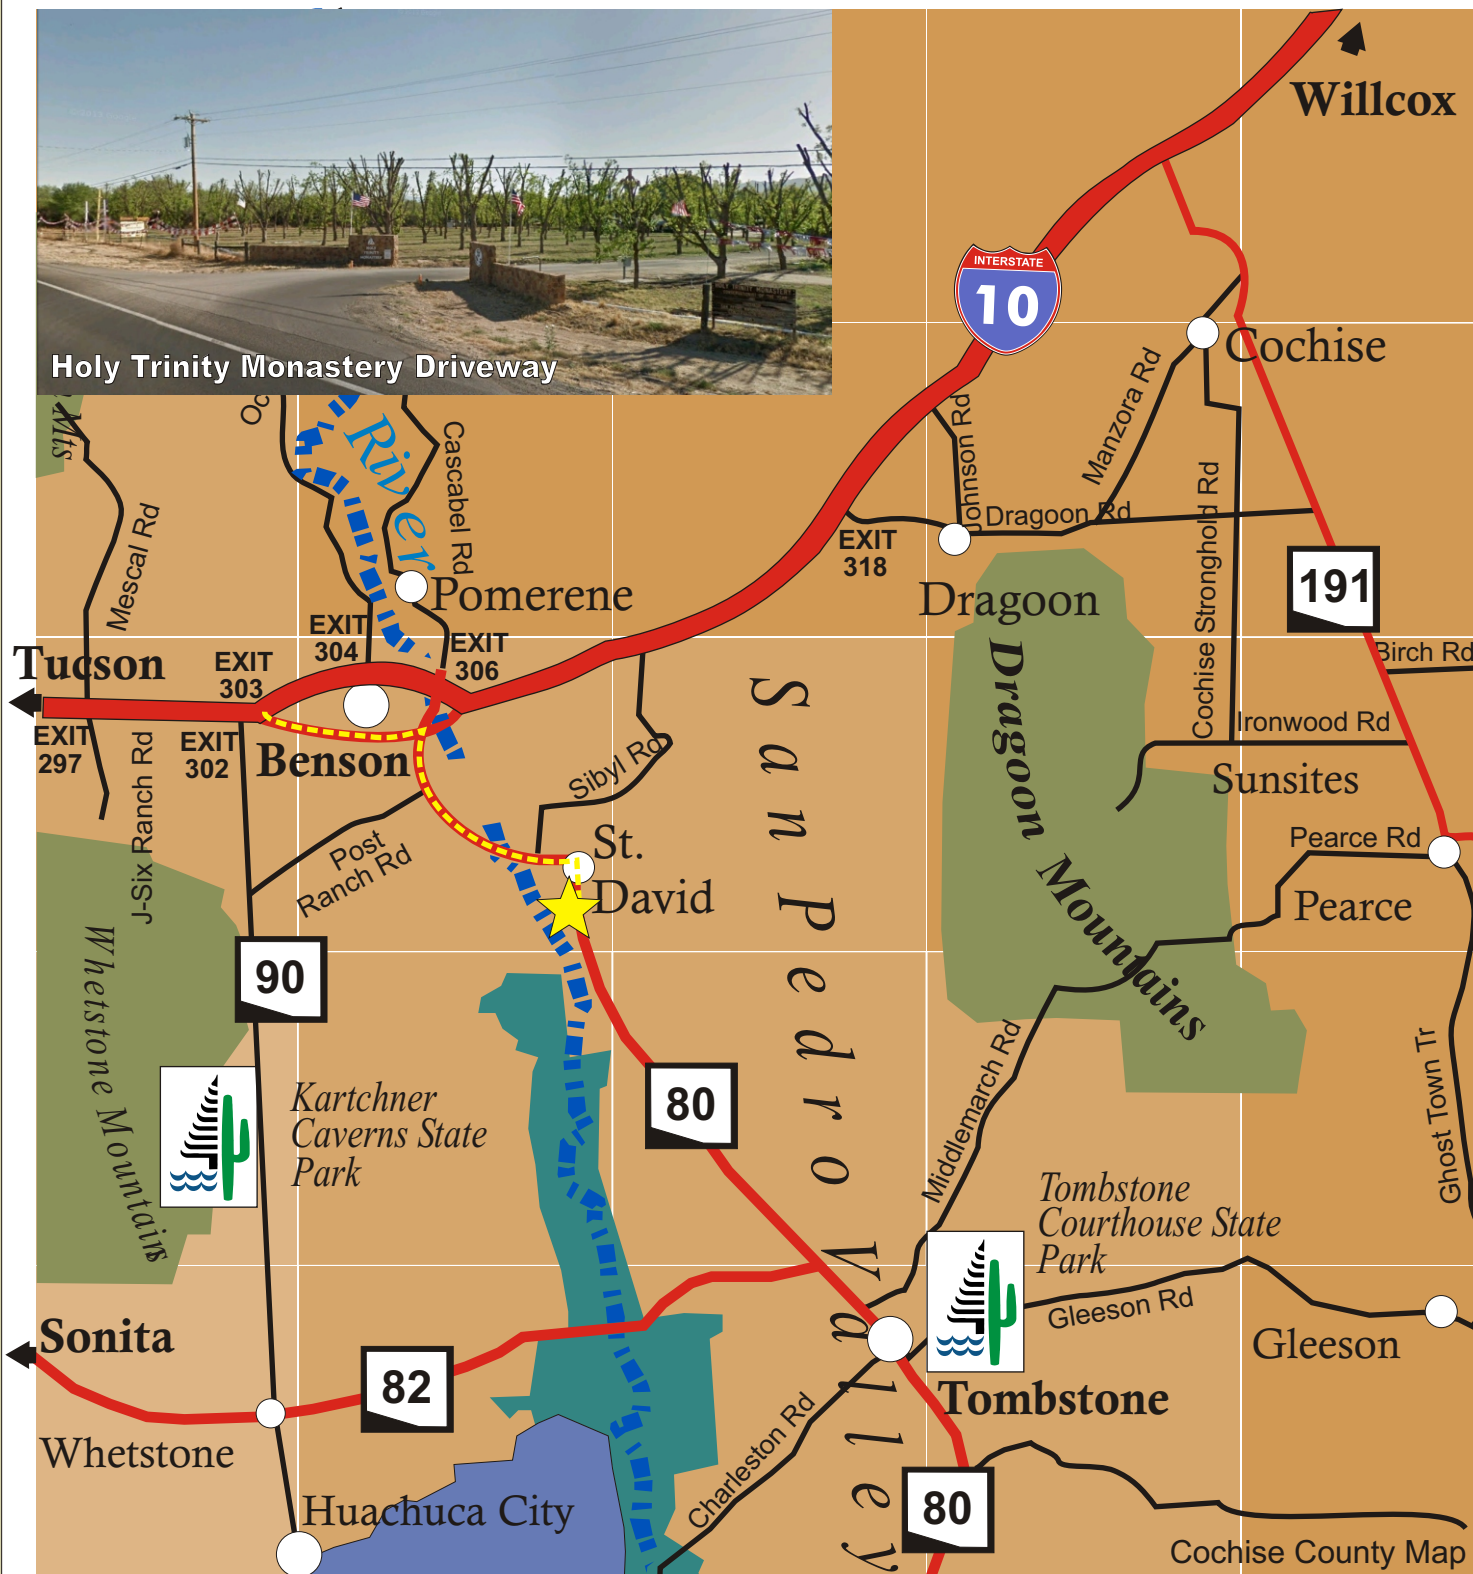 Holy Trinity Monastery Driveway
INTERSTATE
10
Willcox
Cochise
Manzora Rd
Johnson Rd
Dragoon Rd
Cochise Stronghold Rd
EXIT
318
Dragoon
191
Birch Rd
Ironwood Rd
Sunsites
Pearce Rd
Pearce
Ghost Town Tr
Dragoon Mountains
Mts
Mescal Rd
Oc
River
Cascabel Rd
Pomerene
EXIT
304
EXIT
306
EXIT
303
Tucson
EXIT
297
EXIT
302
Benson
J-Six Ranch Rd
Post
Ranch Rd
Sibyl Rd
St.
David
San Pedro Valley
90
Whetstone Mountains
Kartchner
Caverns State
Park
80
Middlemarch Rd
Tombstone
Courthouse State
Park
Gleeson Rd
Gleeson
Sonita
82
Whetstone
Huachuca City
Tombstone
Charleston Rd
80
Cochise County Map